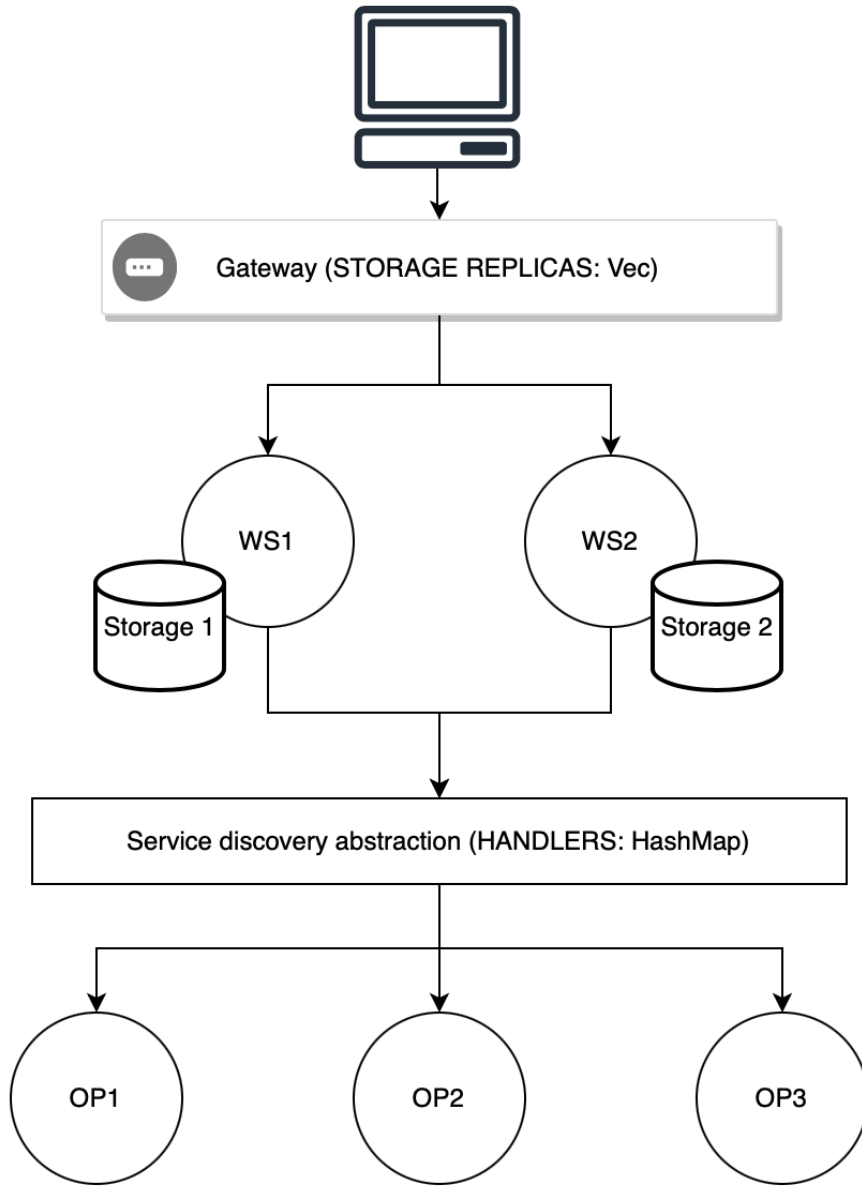 Gateway (STORAGE REPLICAS: Vec)
WS1
WS2
Storage 1
Storage 2
Service discovery abstraction (HANDLERS: HashMap)
OP1
OP2
OP3